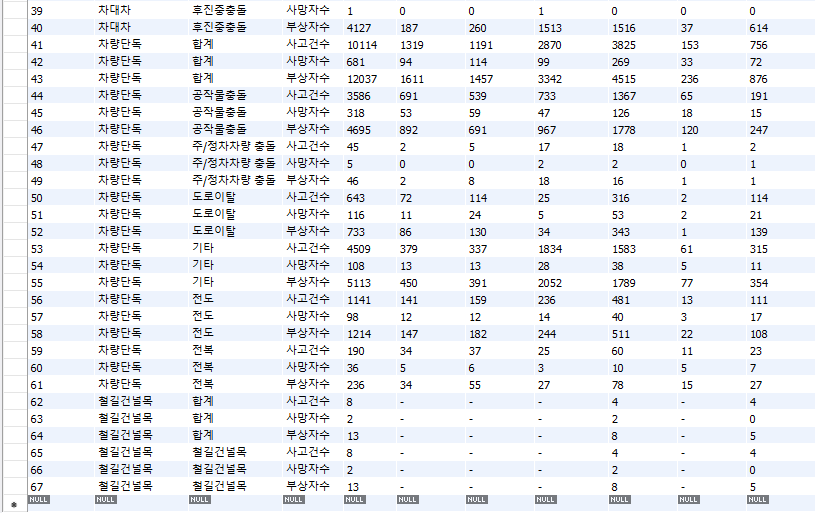 39 차대차 후진중충돌 사망자수 1 0 0 1 0 0 0
40 차대차 후진중충돌 부상자수 4127 187 260 1513 1516 37 614
41 차량단독 합계 사고건수 10114 1319 1191 2870 3825 153 756
42 차량단독 합계 사망자수 681 94 114 99 269 33 72
43 차량단독 합계 부상자수 12037 1611 1457 3342 4515 236 876
44 차량단독 공작물충돌 사고건수 3586 691 539 733 1367 65 191
45 차량단독 공작물충돌 사망자수 318 53 59 47 126 18 15
46 차량단독 공작물충돌 부상자수 4695 892 691 967 1778 120 247
47 차량단독 주/정차차량 충돌 사고건수 45 2 5 17 18 1 2
48 차량단독 주/정차차량 충돌 사망자수 5 0 0 2 2 0 1
49 차량단독 주/정차차량 충돌 부상자수 46 2 8 18 16 1 1
50 차량단독 도로이탈 사고건수 643 72 114 25 316 2 114
51 차량단독 도로이탈 사망자수 116 11 24 5 53 2 21
52 차량단독 도로이탈 부상자수 733 86 130 34 343 1 139
53 차량단독 기타 사고건수 4509 379 337 1834 1583 61 315
54 차량단독 기타 사망자수 108 13 13 28 38 5 11
55 차량단독 기타 부상자수 5113 450 391 2052 1789 77 354
56 차량단독 전도 사고건수 1141 141 159 236 481 13 111
57 차량단독 전도 사망자수 98 12 12 14 40 3 17
58 차량단독 전도 부상자수 1214 147 182 244 511 22 108
59 차량단독 전복 사고건수 190 34 37 25 60 11 23
60 차량단독 전복 사망자수 36 5 6 3 10 5 7
61 차량단독 전복 부상자수 236 34 55 27 78 15 27
62 철길건널목 합계 사고건수 8 - - - 4 - 4
63 철길건널목 합계 사망자수 2 - - - 2 - 0
64 철길건널목 합계 부상자수 13 - - - 8 - 5
65 철길건널목 철길건널목 사고건수 8 - - - 4 - 4
66 철길건널목 철길건널목 사망자수 2 - - - 2 - 0
67 철길건널목 철길건널목 부상자수 13 - - - 8 - 5
NULL NULL NULL NULL NULL NULL NULL NULL NULL NULL NULL